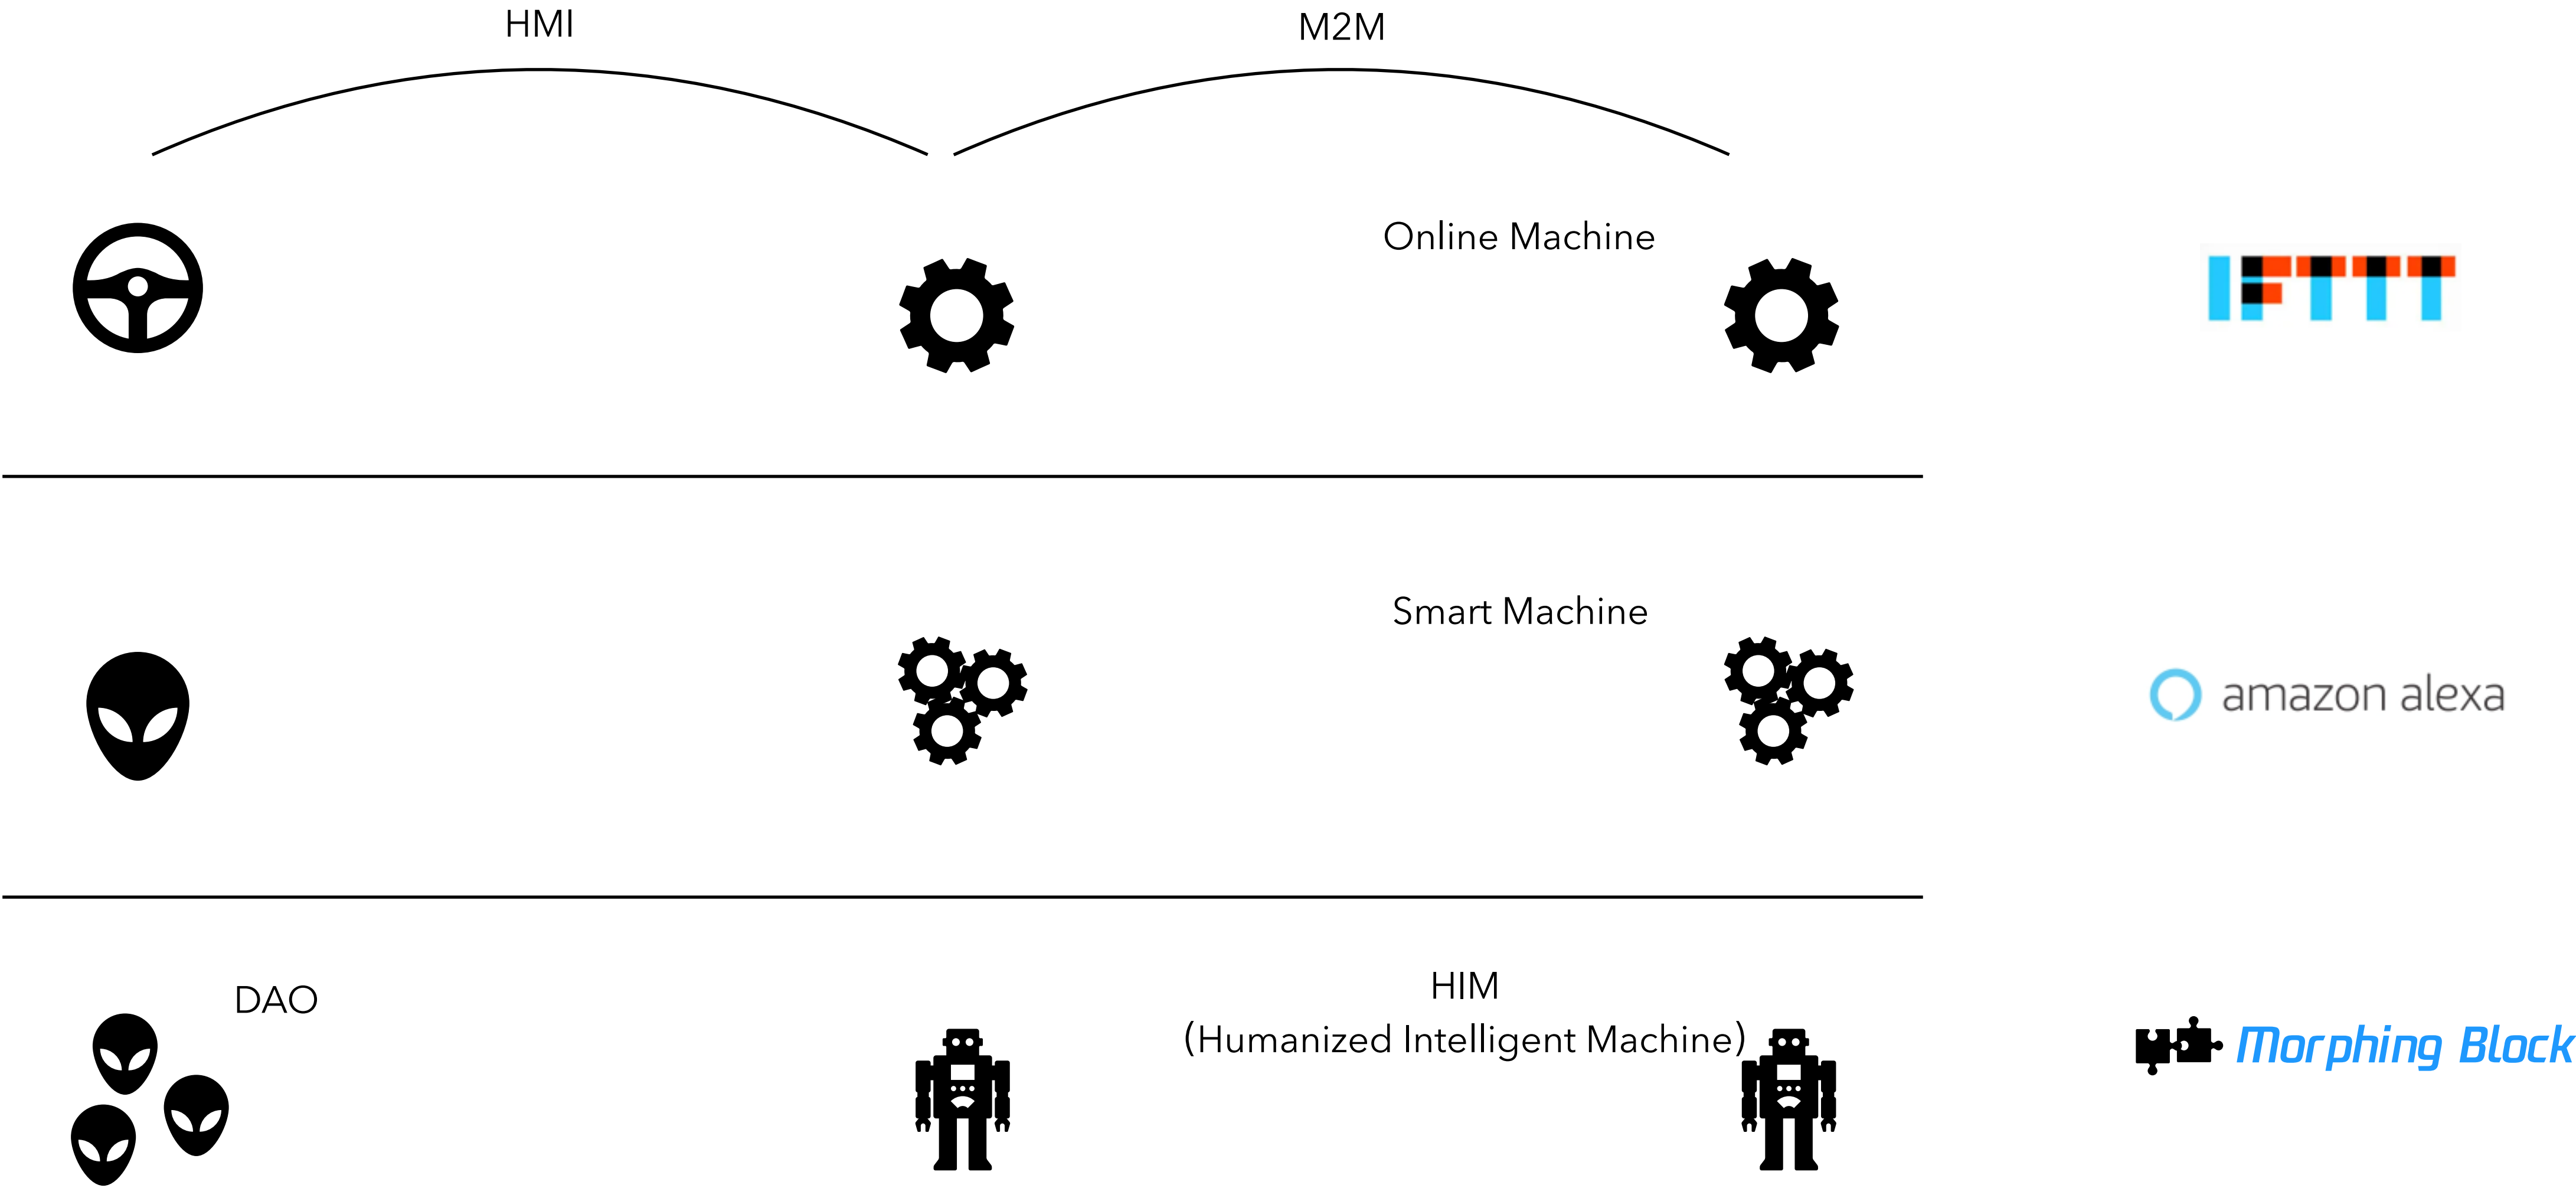 HMI
M2M
Online Machine
IFTTT
Smart Machine
amazon alexa
DAO
HIM
(Humanized Intelligent Machine)
Morphing Block